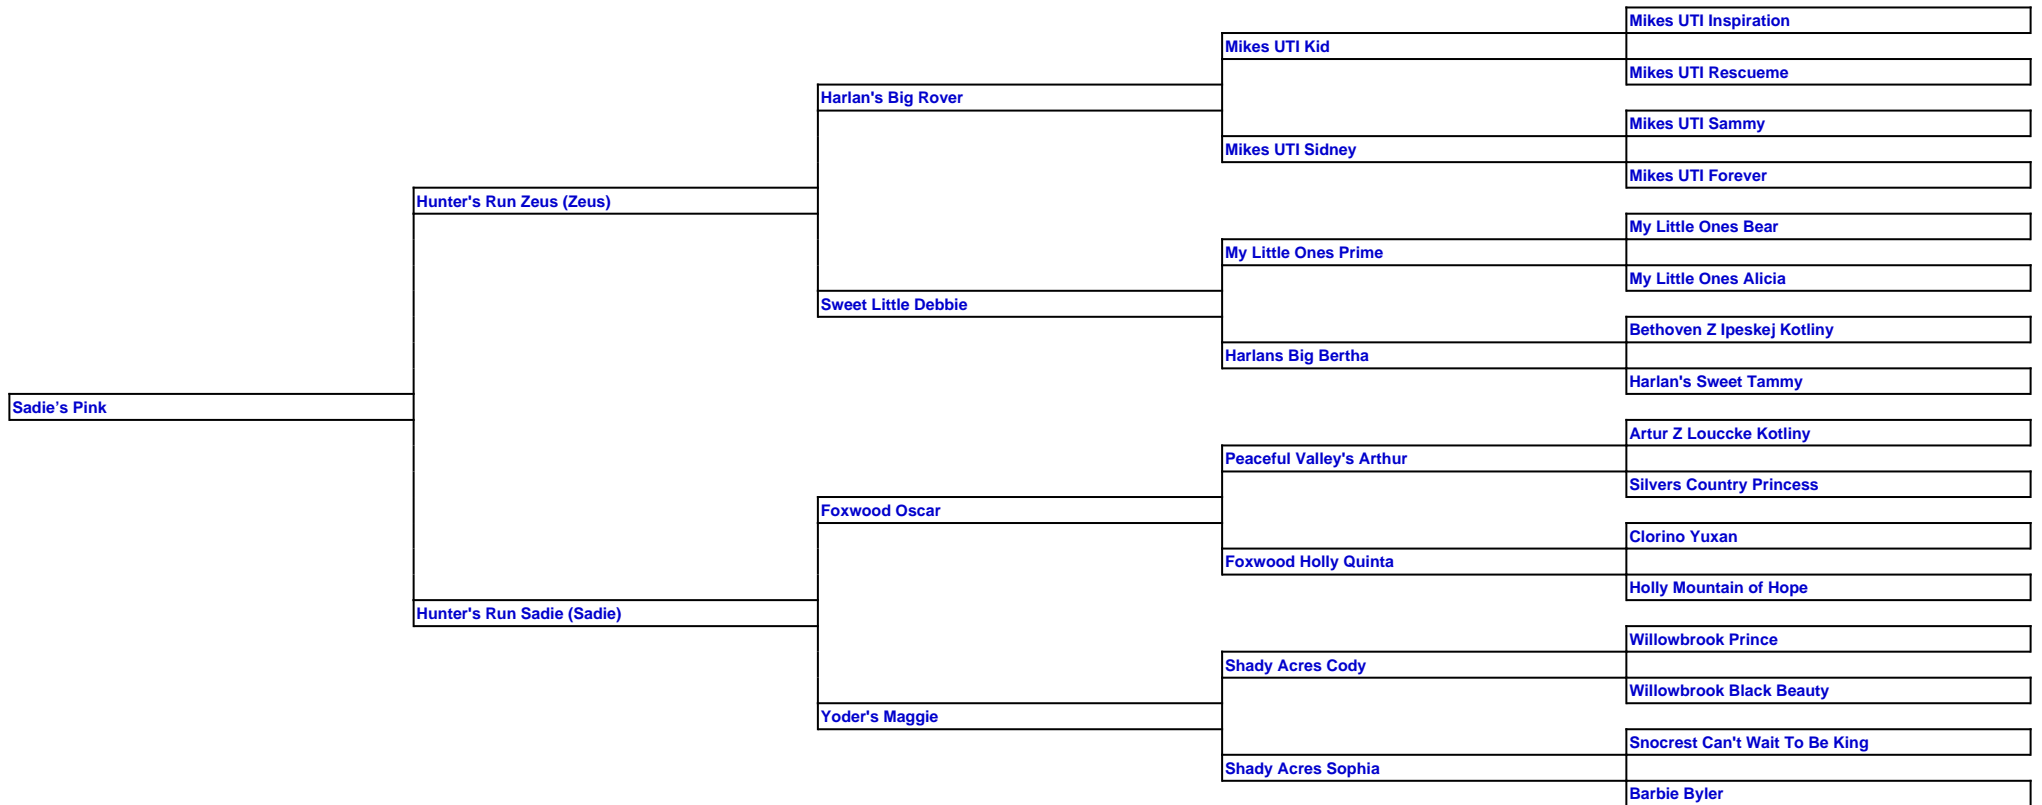 Mikes UTI Inspiration
Mikes UTI Kid
Mikes UTI Rescueme
Harlan's Big Rover
Mikes UTI Sammy
Mikes UTI Sidney
Mikes UTI Forever
Hunter's Run Zeus (Zeus)
My Little Ones Bear
My Little Ones Prime
My Little Ones Alicia
Sweet Little Debbie
Bethoven Z Ipeskej Kotliny
Harlans Big Bertha
Harlan's Sweet Tammy
Sadie’s Pink
Artur Z Louccke Kotliny
Peaceful Valley's Arthur
Silvers Country Princess
Foxwood Oscar
Clorino Yuxan
Foxwood Holly Quinta
Holly Mountain of Hope
Hunter's Run Sadie (Sadie)
Willowbrook Prince
Shady Acres Cody
Willowbrook Black Beauty
Yoder's Maggie
Snocrest Can't Wait To Be King
Shady Acres Sophia
Barbie Byler